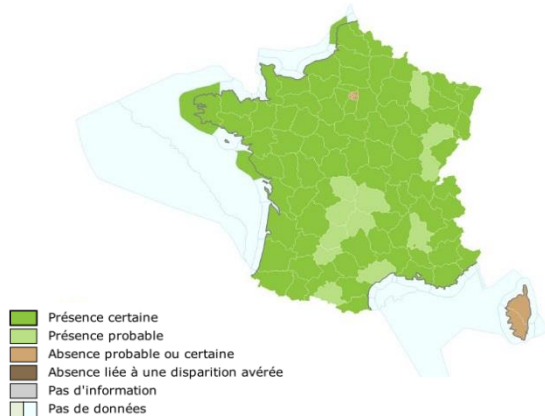 Présence certaine
Présence probable
Absence probable ou certaine
Absence liée à une disparition avérée
Pas d'information
Pas de données